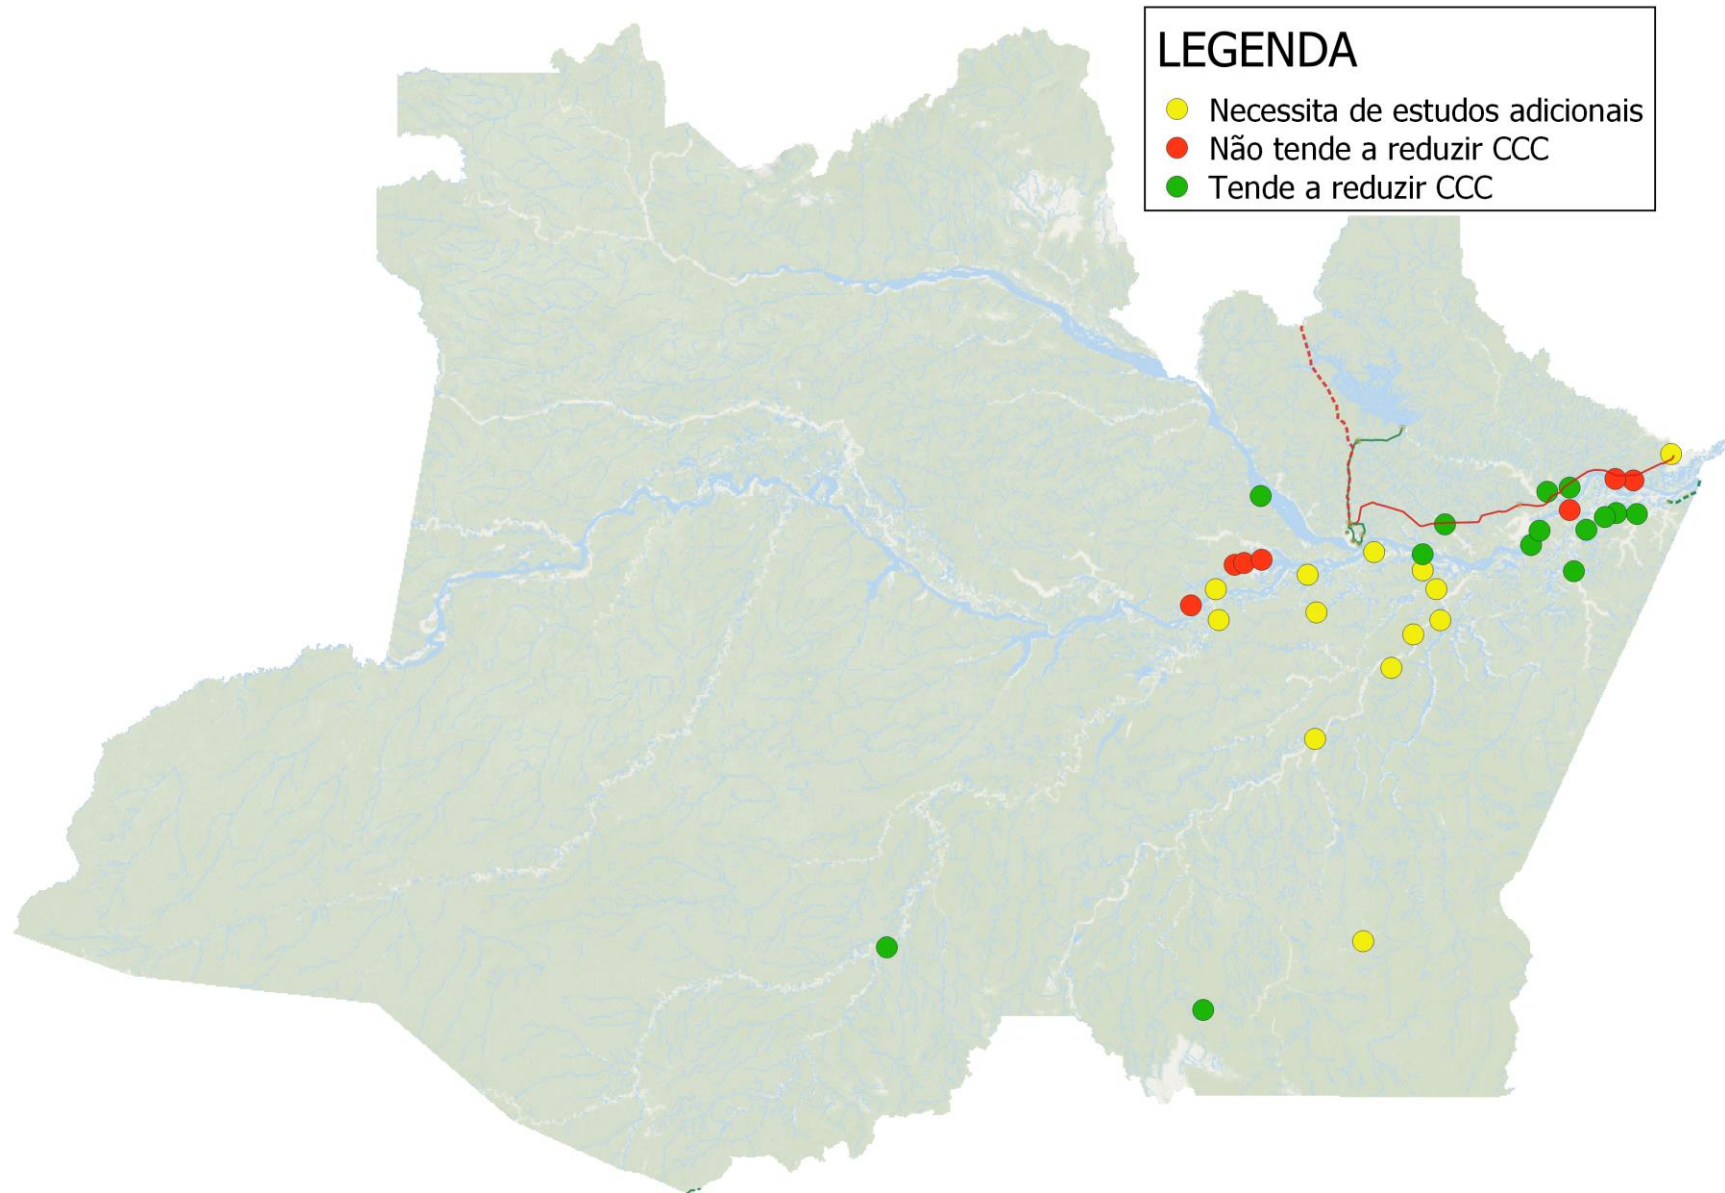 LEGENDA
Necessita de estudos adicionais
Não tende a reduzir CCC
Tende a reduzir CCC